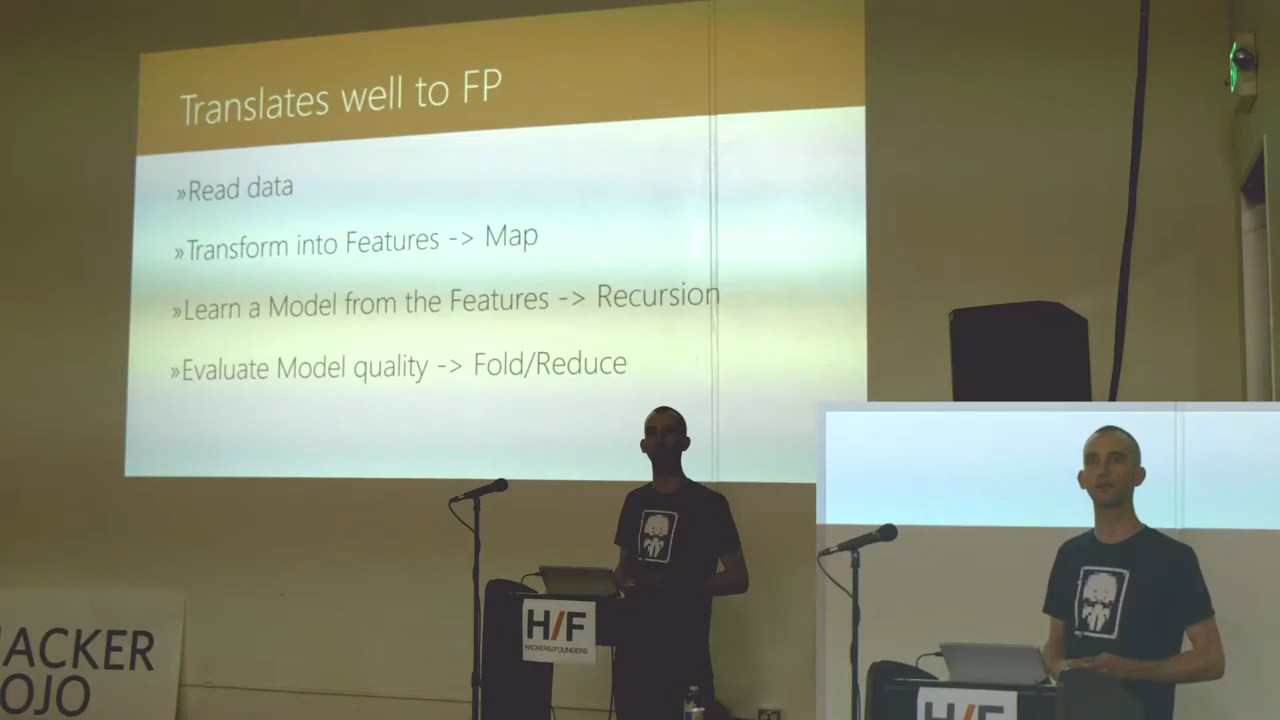 Translates well to FP
»Read data
»Transform into Features -> Map
»Learn a Model from the Features -> Recursion
»Evaluate Model quality -> Fold/Reduce
H/F
HACKERS/FOUNDERS
HACKER
OJO
H/F